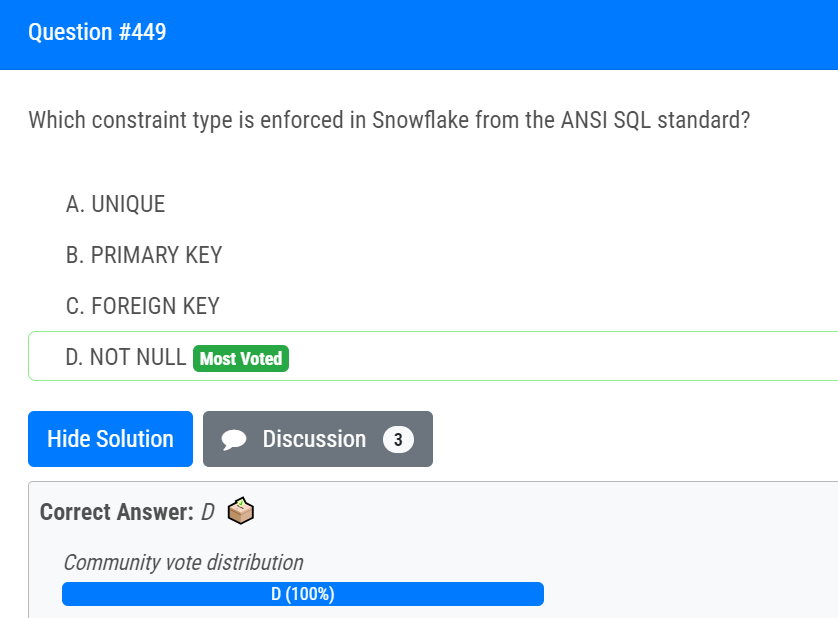 Question #449
Which constraint type is enforced in Snowflake from the ANSI SQL standard?
A. UNIQUE
B. PRIMARY KEY
C. FOREIGN KEY
D. NOT NULL Most Voted
Hide Solution Discussion 3
Correct Answer: D
Community vote distribution
D (100%)